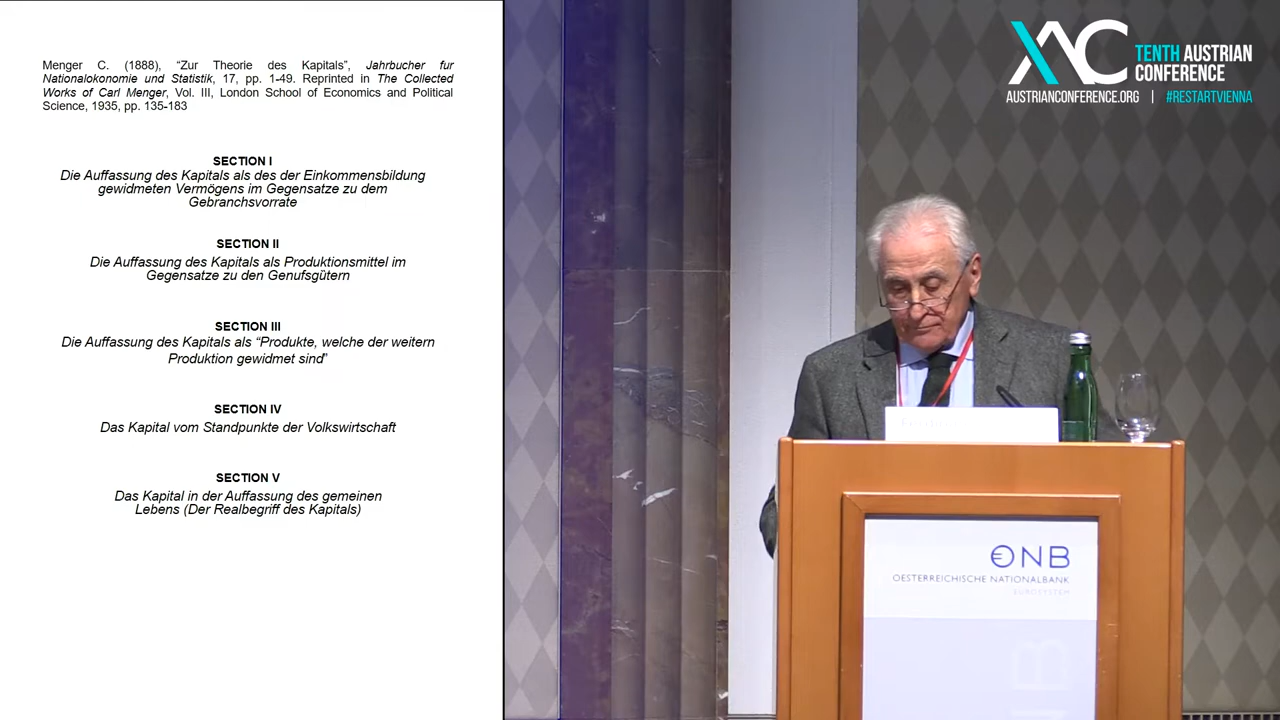 Menger C. (1888), “Zur Theorie des Kapitals”, Jahrbucher fur
Nationalokonomie und Statistik, 17, pp. 1-49. Reprinted in The Collected
Works of Carl Menger, Vol. III, London School of Economics and Political
Science, 1935, pp. 135-183
SECTION I
Die Auffassung des Kapitals als des der Einkommensbildung
gewidmeten Vermögens im Gegensatze zu dem
Gebranchsvorrate
SECTION II
Die Auffassung des Kapitals als Produktionsmittel im
Gegensatze zu den Genufsgütern
SECTION III
Die Auffassung des Kapitals als “Produkte, welche der weitern
Produktion gewidmet sind”
SECTION IV
Das Kapital vom Standpunkte der Volkswirtschaft
SECTION V
Das Kapital in der Auffassung des gemeinen
Lebens (Der Realbegriff des Kapitals)
XAC
TENTH AUSTRIAN
CONFERENCE
AUSTRIANCONFERENCE.ORG | #RESTARTVIENNA
ONB
OESTERREICHISCHE NATIONALBANK
EUROSYSTEM